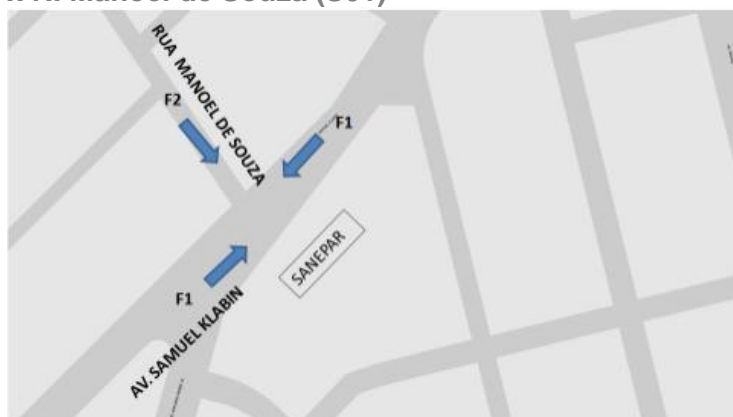 RUA MANOEL DE SOUZA
F2
F1
SANEPAR
F1
AV. SAMUEL KLABIN